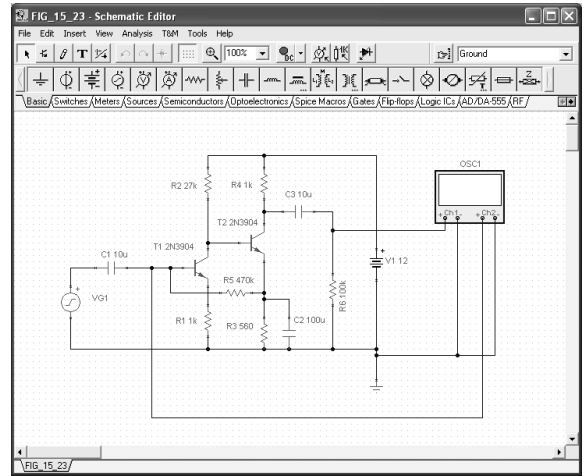 FIG_15_23 - Schematic Editor
File Edit Insert View Analysis T&M Tools Help
T 100% DC Ground
Basic Switches Meters Sources Semiconductors Optoelectronics Spice Macros Gates Flip-flops Logic ICs AD/DA-555 RF
OSC1
R2 27k R4 1k
C3 10u
+ Ch1 - + Ch2 -
T2 2N3904
T1 2N3904
C1 10u
+ V1 12
R5 470k
+ VG1
R6 100k
R1 1k R3 560 C2 100u
FIG_15_23